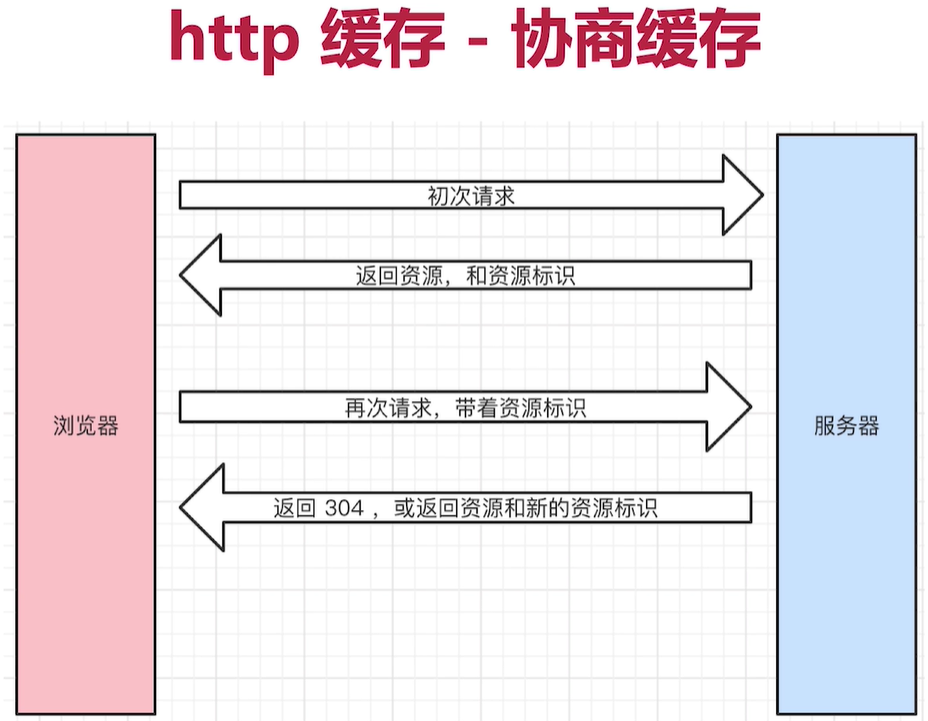 http 缓存 - 协商缓存
初次请求
返回资源，和资源标识
再次请求，带着资源标识
浏览器
服务器
返回 304 ，或返回资源和新的资源标识